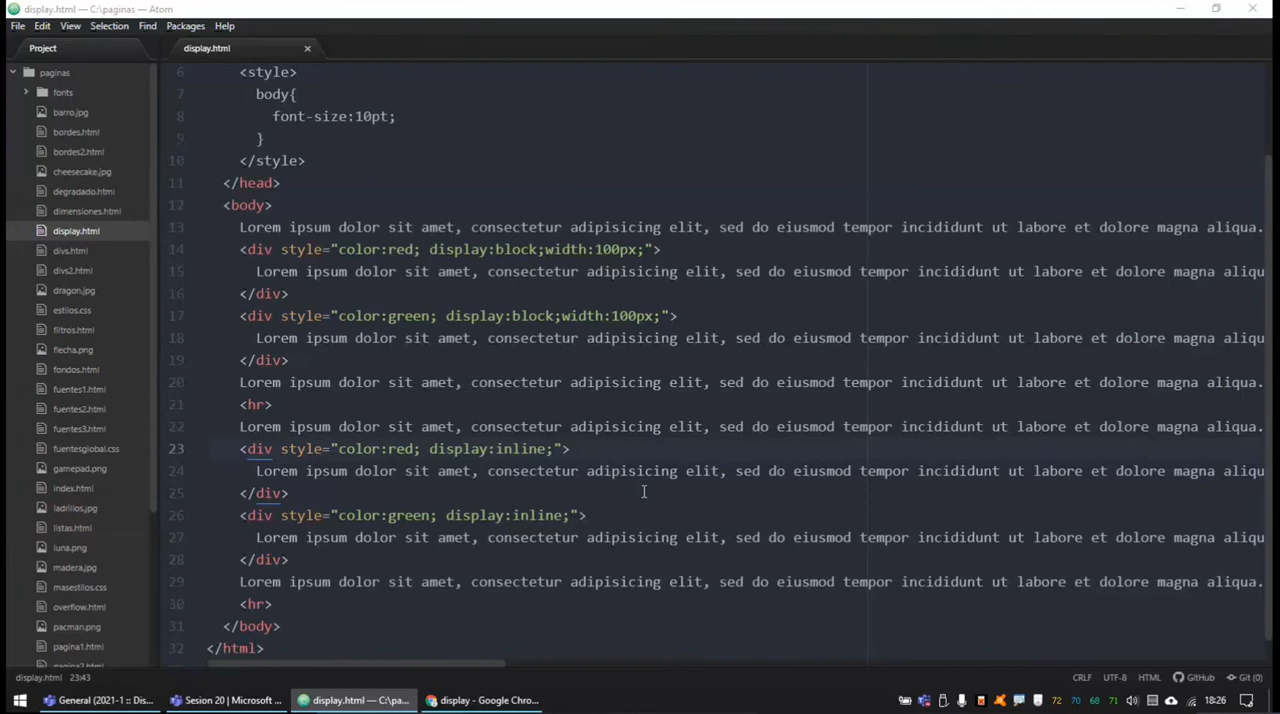 display.html — C:\paginas — Atom
File Edit View Selection Find Packages Help
Project
display.html
paginas
fonts
barro.jpg
bordes.html
bordes2.html
cheesecake.jpg
degradado.html
dimensiones.html
display.html
divs.html
divs2.html
dragon.jpg
estilos.css
filtros.html
flecha.png
fondos.html
fuentes1.html
fuentes2.html
fuentes3.html
fuentesglobal.css
gamepad.png
index.html
ladrillos.jpg
listas.html
luna.png
madera.jpg
masestilos.css
overflow.html
pacman.png
pagina1.html
pagina2.html
6 <style>
7 body{
8 font-size:10pt;
9 }
10 </style>
11 </head>
12 <body>
13 Lorem ipsum dolor sit amet, consectetur adipisicing elit, sed do eiusmod tempor incididunt ut labore et dolore magna aliqua.
14 <div style="color:red; display:block;width:100px;">
15 Lorem ipsum dolor sit amet, consectetur adipisicing elit, sed do eiusmod tempor incididunt ut labore et dolore magna aliqu
16 </div>
17 <div style="color:green; display:block;width:100px;">
18 Lorem ipsum dolor sit amet, consectetur adipisicing elit, sed do eiusmod tempor incididunt ut labore et dolore magna aliqu
19 </div>
20 Lorem ipsum dolor sit amet, consectetur adipisicing elit, sed do eiusmod tempor incididunt ut labore et dolore magna aliqua.
21 <hr>
22 Lorem ipsum dolor sit amet, consectetur adipisicing elit, sed do eiusmod tempor incididunt ut labore et dolore magna aliqua.
23 <div style="color:red; display:inline;">
24 Lorem ipsum dolor sit amet, consectetur adipisicing elit, sed do eiusmod tempor incididunt ut labore et dolore magna aliqu
25 </div>
26 <div style="color:green; display:inline;">
27 Lorem ipsum dolor sit amet, consectetur adipisicing elit, sed do eiusmod tempor incididunt ut labore et dolore magna aliqu
28 </div>
29 Lorem ipsum dolor sit amet, consectetur adipisicing elit, sed do eiusmod tempor incididunt ut labore et dolore magna aliqua.
30 <hr>
31 </body>
32 </html>
display.html 23:43 CRLF UTF-8 HTML GitHub Git (0)
General (2021-1 :: Dis... Sesion 20 | Microsoft ... display.html — C:\pa... display - Google Chro... 72 70 68 71 18:26